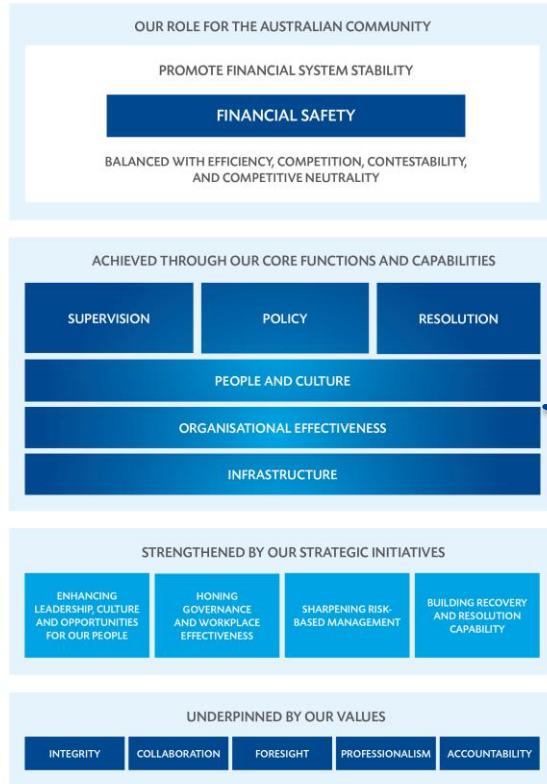 OUR ROLE FOR THE AUSTRALIAN COMMUNITY
PROMOTE FINANCIAL SYSTEM STABILITY
FINANCIAL SAFETY
BALANCED WITH EFFICIENCY, COMPETITION, CONTESTABILITY,
AND COMPETITIVE NEUTRALITY
ACHIEVED THROUGH OUR CORE FUNCTIONS AND CAPABILITIES
SUPERVISION
POLICY
RESOLUTION
PEOPLE AND CULTURE
ORGANISATIONAL EFFECTIVENESS
INFRASTRUCTURE
STRENGTHENED BY OUR STRATEGIC INITIATIVES
ENHANCING
LEADERSHIP, CULTURE
AND OPPORTUNITIES
FOR OUR PEOPLE
HONING
GOVERNANCE
AND WORKPLACE
EFFECTIVENESS
SHARPENING RISK-
BASED MANAGEMENT
BUILDING RECOVERY
AND RESOLUTION
CAPABILITY
UNDERPINNED BY OUR VALUES
INTEGRITY
COLLABORATION
FORESIGHT
PROFESSIONALISM
ACCOUNTABILITY